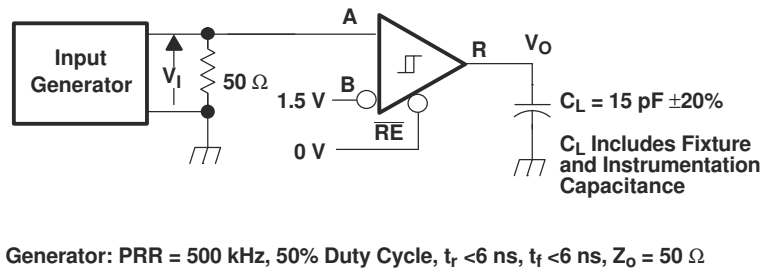 Input
Generator
V_I
50 Ω
A
B
1.5 V
0 V
R̅E̅
R
V_O
C_L = 15 pF ±20%
C_L Includes Fixture
and Instrumentation
Capacitance
Generator: PRR = 500 kHz, 50% Duty Cycle, t_r <6 ns, t_f <6 ns, Z_o = 50 Ω